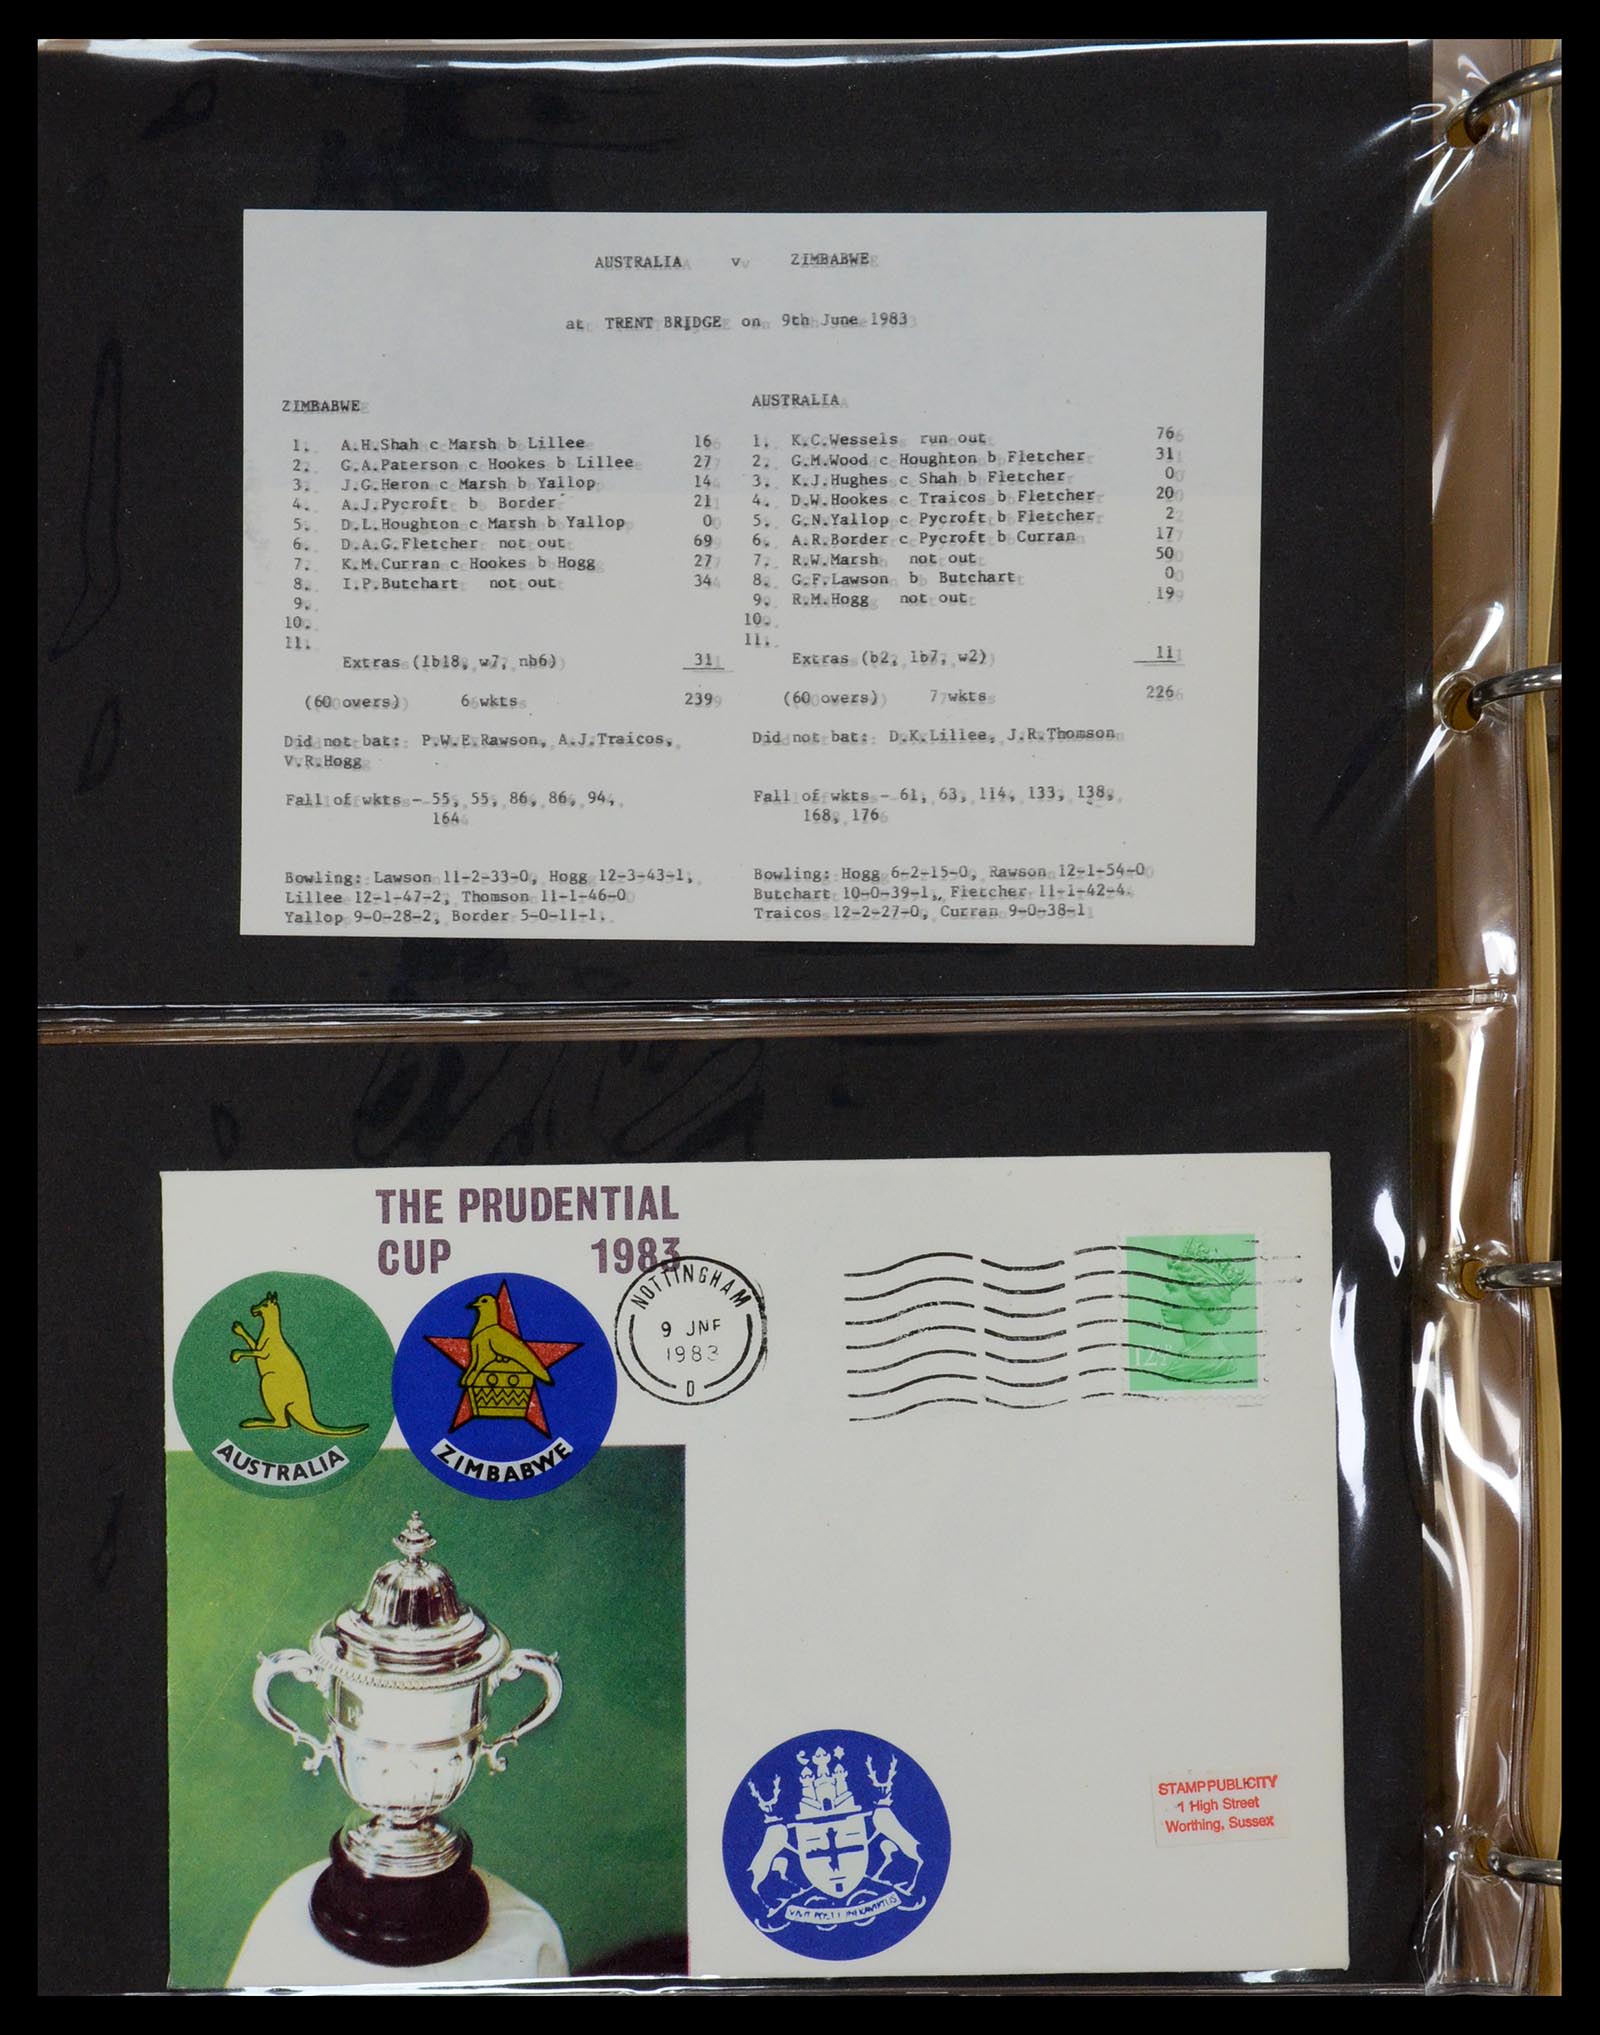 AUSTRALIA v ZIMBABWE
at TRENT BRIDGE on 9th June 1983
ZIMBABWE
1. A.H.Shah c Marsh b Lillee 16
2. G.A.Paterson c Hookes b Lillee 27
3. J.G.Heron c Marsh b Yallop 14
4. A.J.Pycroft b Border 21
5. D.L.Houghton c Marsh b Yallop 0
6. D.A.G.Fletcher not out 69
7. K.M.Curran c Hookes b Hogg 27
8. I.P.Butchart not out 34
9.
10.
11.
Extras (lb18, w7, nb6) 31
(60 overs) 6 wkts 239
Did not bat: P.W.E.Rawson, A.J.Traicos,
V.R.Hogg
Fall of wkts - 55, 55, 86, 86, 94,
164
Bowling: Lawson 11-2-33-0, Hogg 12-3-43-1,
Lillee 12-1-47-2, Thomson 11-1-46-0
Yallop 9-0-28-2, Border 5-0-11-1.
AUSTRALIA
1. K.C.Wessels run out 76
2. G.M.Wood c Houghton b Fletcher 31
3. K.J.Hughes c Shah b Fletcher 0
4. D.W.Hookes c Traicos b Fletcher 20
5. G.N.Yallop c Pycroft b Fletcher 2
6. A.R.Border c Pycroft b Curran 17
7. R.W.Marsh not out 50
8. G.F.Lawson b Butchart 0
9. R.M.Hogg not out 19
10.
11.
Extras (b2, lb7, w2) 11
(60 overs) 7 wkts 226
Did not bat: D.K.Lillee, J.R.Thomson
Fall of wkts - 61, 63, 114, 133, 138,
168, 176
Bowling: Hogg 6-2-15-0, Rawson 12-1-54-0
Butchart 10-0-39-1, Fletcher 11-1-42-4.
Traicos 12-2-27-0, Curran 9-0-38-1
THE PRUDENTIAL
CUP 1983
NOTTINGHAM
9 JNE
1983
D
12½P
AUSTRALIA
ZIMBABWE
STAMP PUBLICITY
1 High Street
Worthing, Sussex